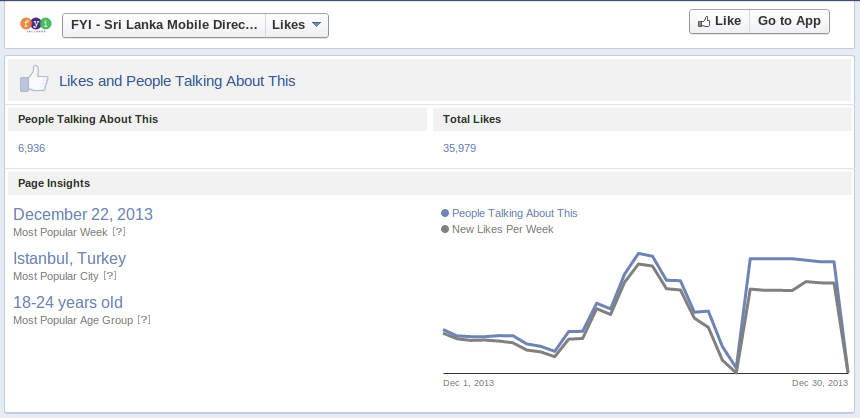 fyi
SRI LANKA
FYI - Sri Lanka Mobile Direc... Likes
Like Go to App
Likes and People Talking About This
People Talking About This Total Likes
6,936 35,979
Page Insights
December 22, 2013
Most Popular Week [?]
Istanbul, Turkey
Most Popular City [?]
18-24 years old
Most Popular Age Group [?]
People Talking About This
New Likes Per Week
Dec 1, 2013 Dec 30, 2013